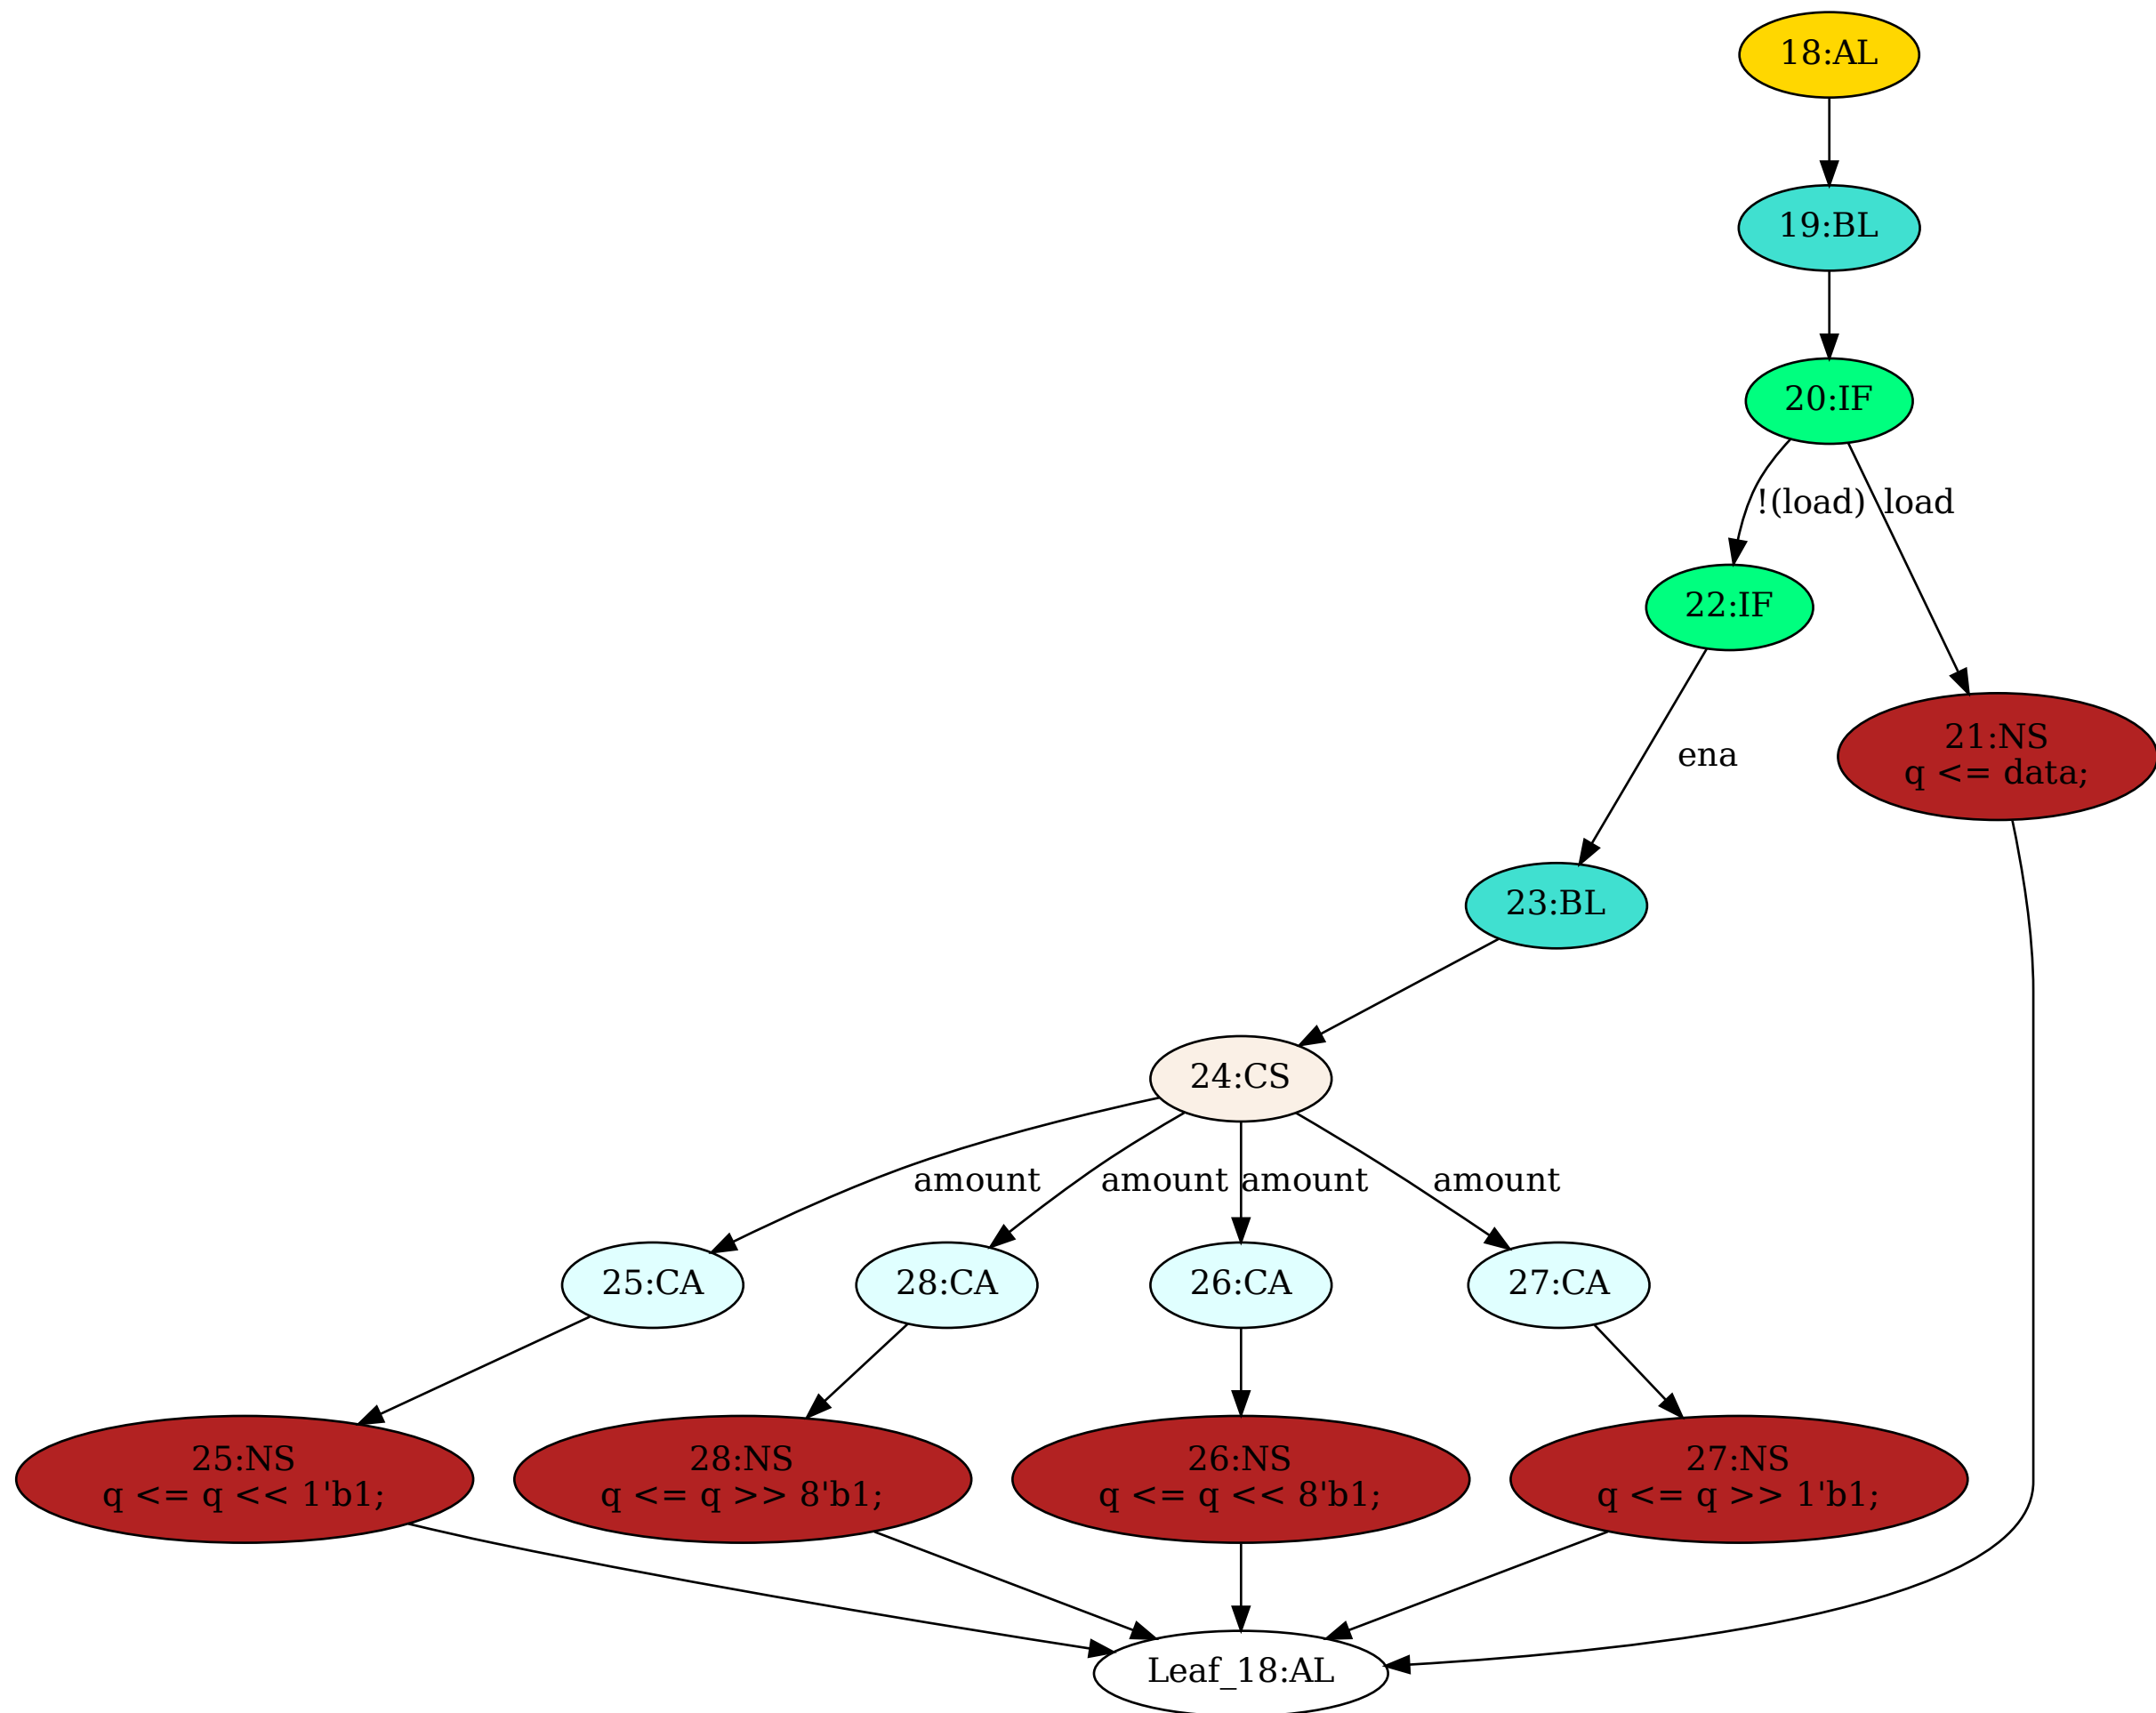 18:AL
19:BL
20:IF
!(load)
load
22:IF
21:NS
q <= data;
ena
23:BL
24:CS
amount
amount
amount
amount
25:CA
28:CA
26:CA
27:CA
25:NS
q <= q << 1'b1;
28:NS
q <= q >> 8'b1;
26:NS
q <= q << 8'b1;
27:NS
q <= q >> 1'b1;
Leaf_18:AL